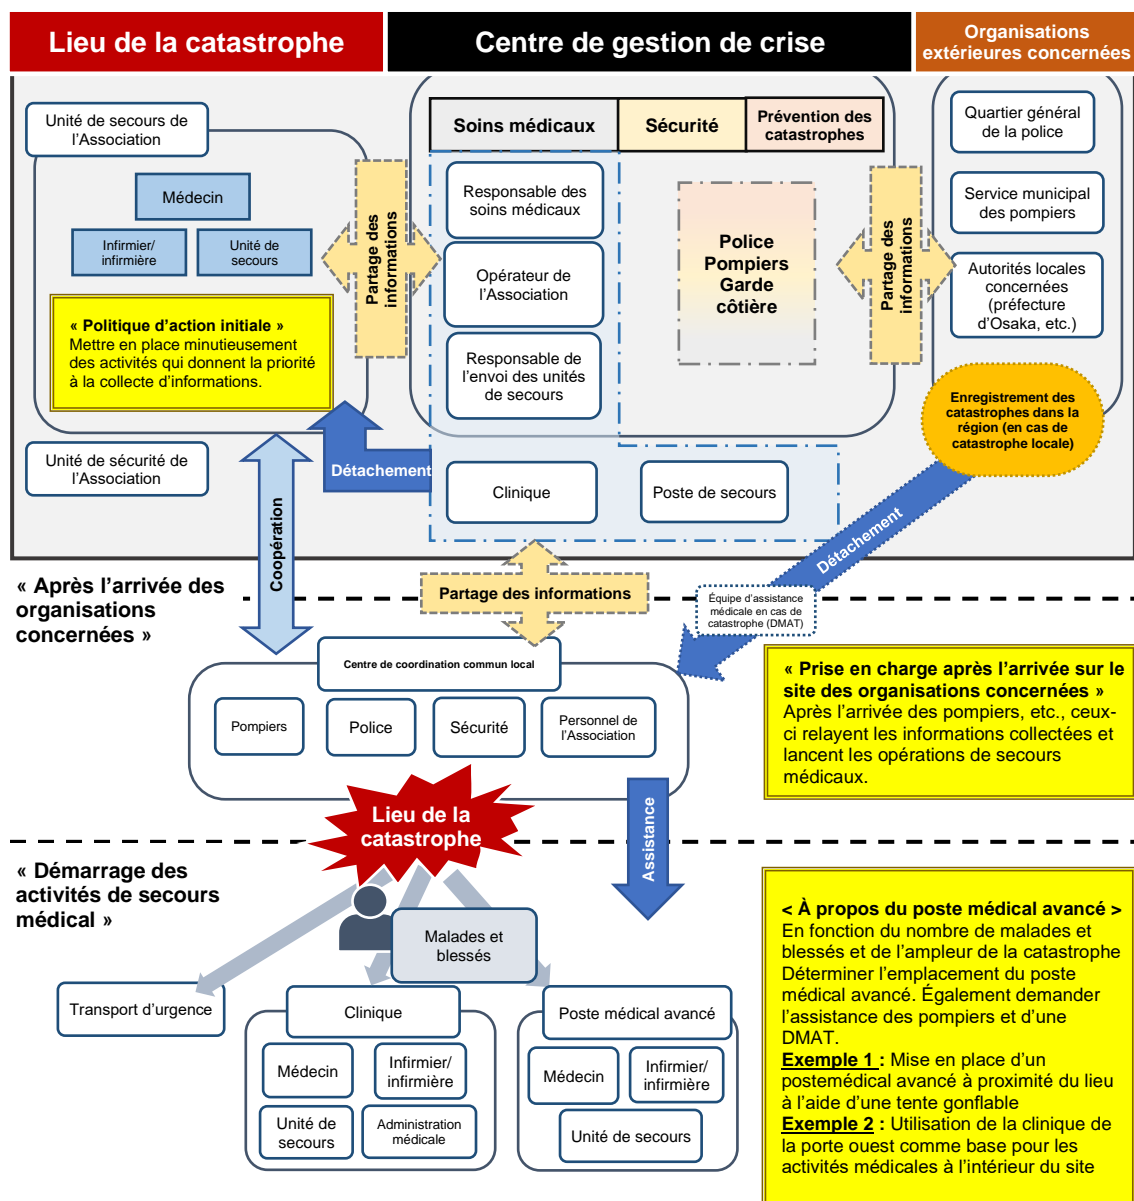 Lieu de la catastrophe
Centre de gestion de crise
Organisations
extérieures concernées
Unité de secours de
l’Association
Médecin
Infirmier/
infirmière
Unité de
secours
« Politique d’action initiale »
Mettre en place minutieusement
des activités qui donnent la priorité
à la collecte d’informations.
Unité de sécurité de
l’Association
Partage des
informations
Soins médicaux
Sécurité
Prévention des
catastrophes
Responsable des
soins médicaux
Opérateur de
l’Association
Responsable de
l’envoi des unités
de secours
Police
Pompiers
Garde
côtière
Partage des
informations
Quartier général
de la police
Service municipal
des pompiers
Autorités locales
concernées
(préfecture
d’Osaka, etc.)
Enregistrement des
catastrophes dans la
région (en cas de
catastrophe locale)
Détachement
Clinique
Poste de secours
Détachement
Coopération
« Après l’arrivée des
organisations
concernées »
Partage des informations
Équipe d’assistance
médicale en cas de
catastrophe (DMAT)
Centre de coordination commun local
Pompiers
Police
Sécurité
Personnel de
l’Association
« Prise en charge après l’arrivée sur le
site des organisations concernées »
Après l’arrivée des pompiers, etc., ceux-
ci relayent les informations collectées et
lancent les opérations de secours
médicaux.
Lieu de la
catastrophe
Assistance
« Démarrage des
activités de secours
médical »
Malades et
blessés
Transport d’urgence
Clinique
Médecin
Infirmier/
infirmière
Unité de
secours
Administration
médicale
Poste médical avancé
Médecin
Infirmier/
infirmière
Unité de secours
< À propos du poste médical avancé >
En fonction du nombre de malades et
blessés et de l’ampleur de la catastrophe
Déterminer l’emplacement du poste
médical avancé. Également demander
l’assistance des pompiers et d’une
DMAT.
Exemple 1 : Mise en place d’un
postemédical avancé à proximité du lieu
à l’aide d’une tente gonflable
Exemple 2 : Utilisation de la clinique de
la porte ouest comme base pour les
activités médicales à l’intérieur du site